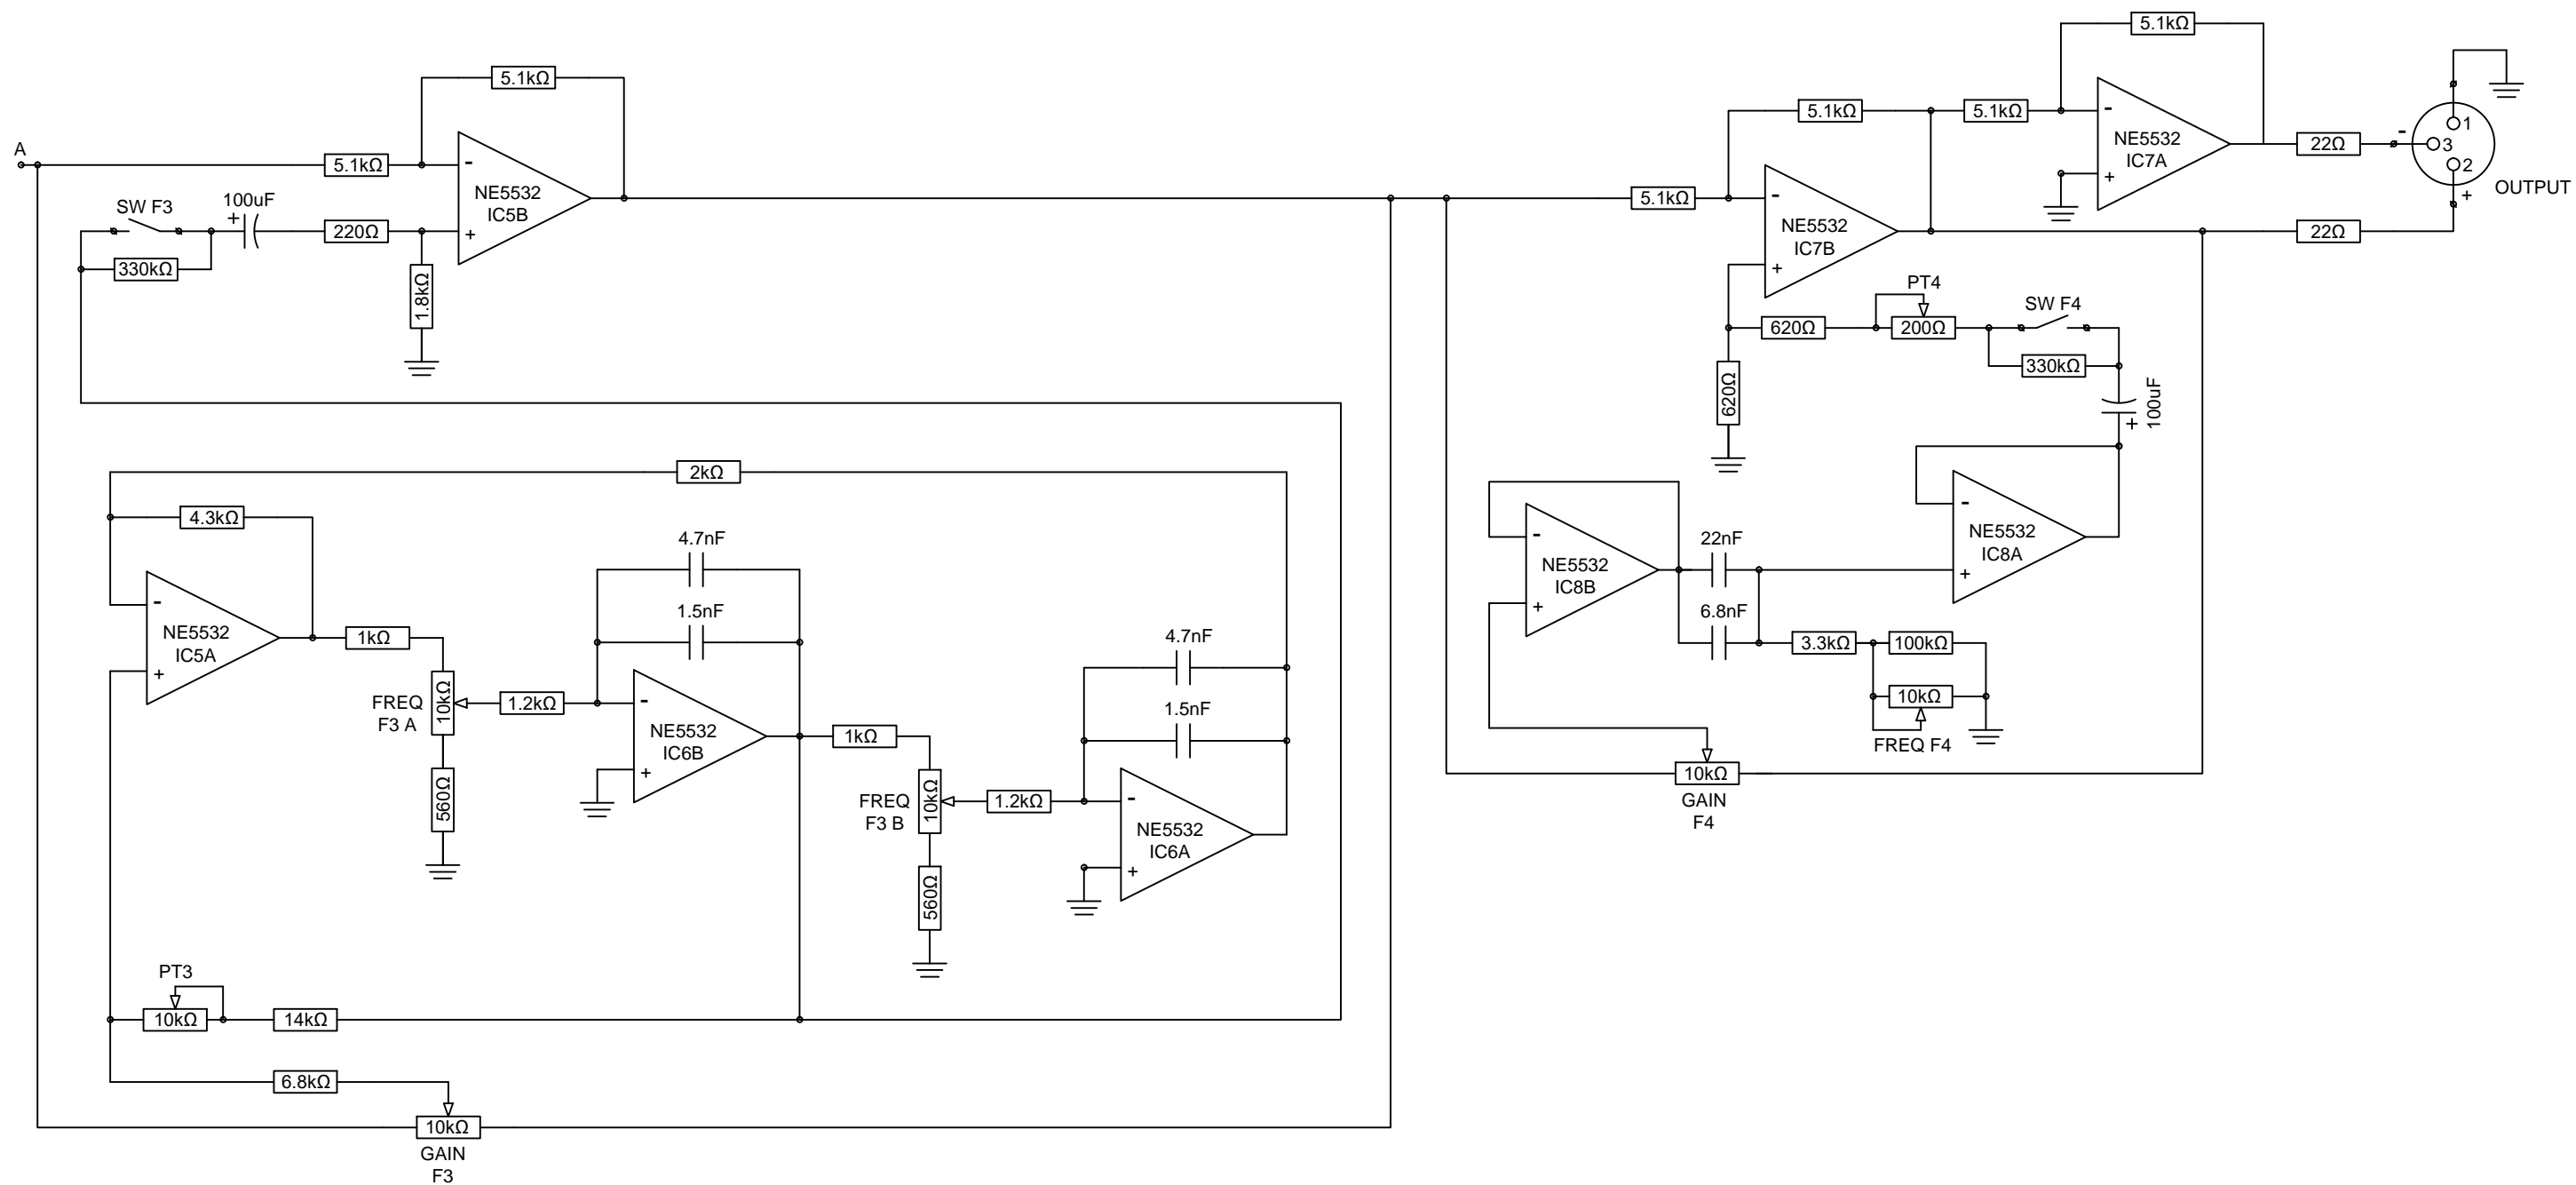 5.1kΩ
5.1kΩ
-
NE5532
IC7A
+
22Ω
-
1
3
2
+
OUTPUT
22Ω
5.1kΩ
5.1kΩ
A
5.1kΩ
-
NE5532
IC5B
+
SW F3
100uF
+
220Ω
330kΩ
1.8kΩ
5.1kΩ
5.1kΩ
-
NE5532
IC7B
+
PT4
620Ω
200Ω
SW F4
330kΩ
620Ω
100uF
+
2kΩ
4.3kΩ
-
NE5532
IC5A
+
1kΩ
FREQ
F3 A
10kΩ
560Ω
1.2kΩ
4.7nF
1.5nF
-
NE5532
IC6B
+
1kΩ
FREQ
F3 B
10kΩ
560Ω
1.2kΩ
4.7nF
1.5nF
-
NE5532
IC6A
+
-
NE5532
IC8B
+
22nF
6.8nF
-
NE5532
IC8A
+
3.3kΩ
100kΩ
10kΩ
FREQ F4
10kΩ
GAIN
F4
PT3
10kΩ
14kΩ
6.8kΩ
10kΩ
GAIN
F3